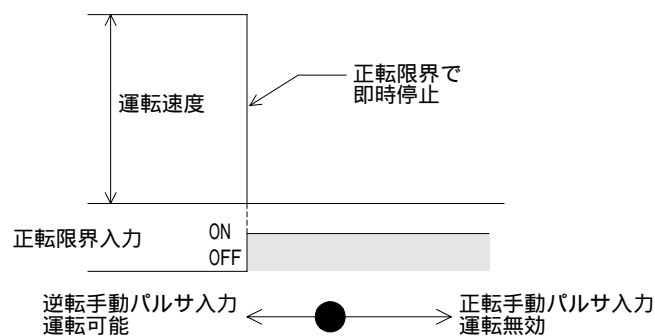 正転限界で
即時停止
運転速度
正転限界入力
ON
OFF
逆転手動パルサ入力
運転可能
正転手動パルサ入力
運転無効